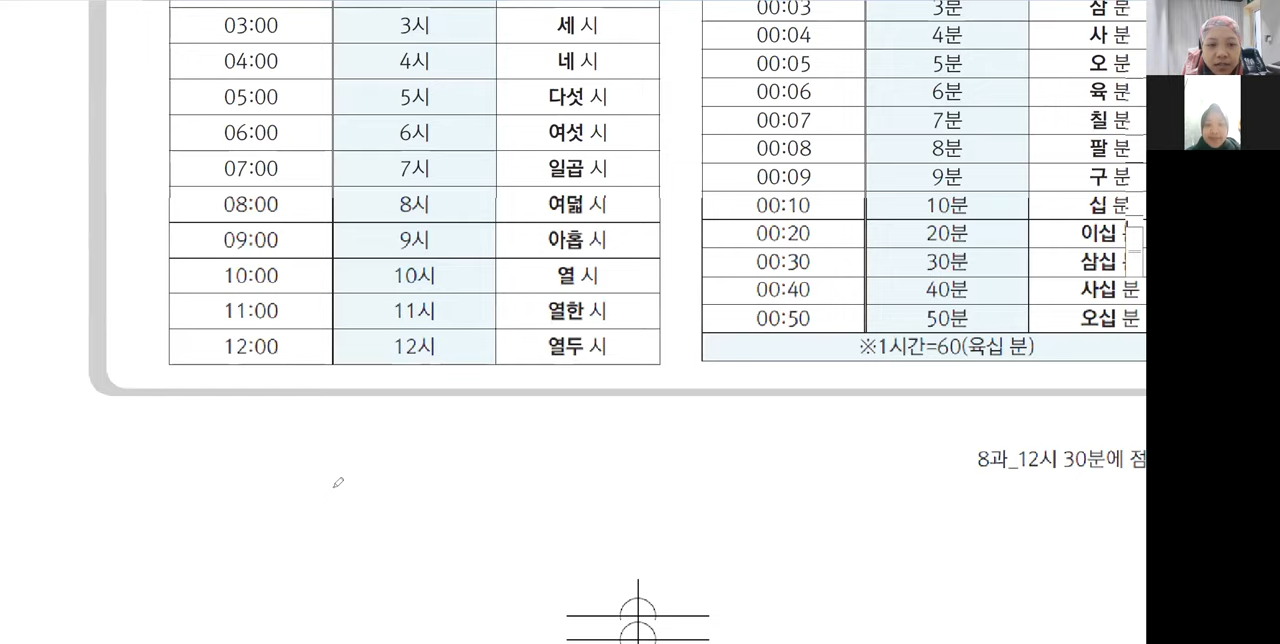 03:00 3시 세 시
04:00 4시 네 시
05:00 5시 다섯 시
06:00 6시 여섯 시
07:00 7시 일곱 시
08:00 8시 여덟 시
09:00 9시 아홉 시
10:00 10시 열 시
11:00 11시 열한 시
12:00 12시 열두 시
00:03 3분 삼 분
00:04 4분 사 분
00:05 5분 오 분
00:06 6분 육 분
00:07 7분 칠 분
00:08 8분 팔 분
00:09 9분 구 분
00:10 10분 십 분
00:20 20분 이십
00:30 30분 삼십
00:40 40분 사십 분
00:50 50분 오십 분
※1시간=60(육십 분)
8과_12시 30분에 점